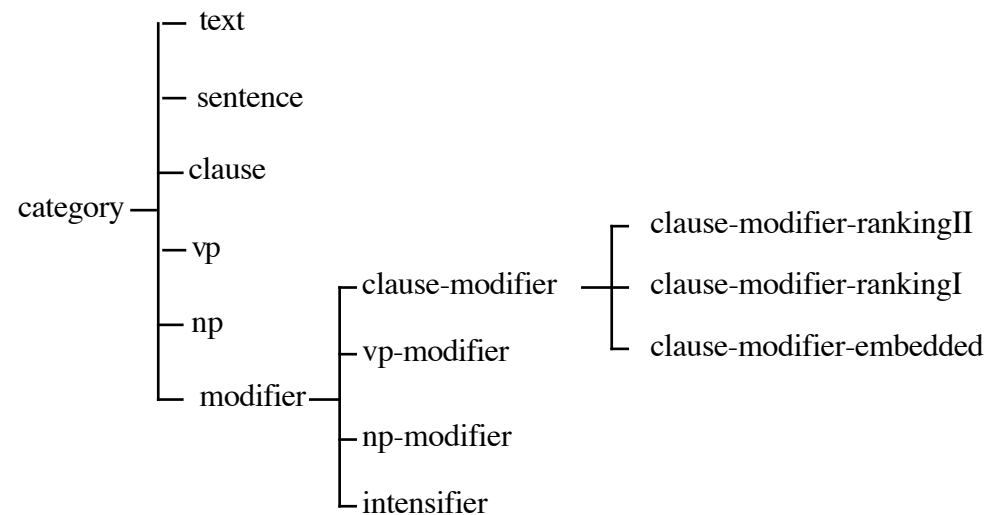 text
sentence
clause
category
vp
np
modifier
clause-modifier
vp-modifier
np-modifier
intensifier
clause-modifier-rankingII
clause-modifier-rankingI
clause-modifier-embedded